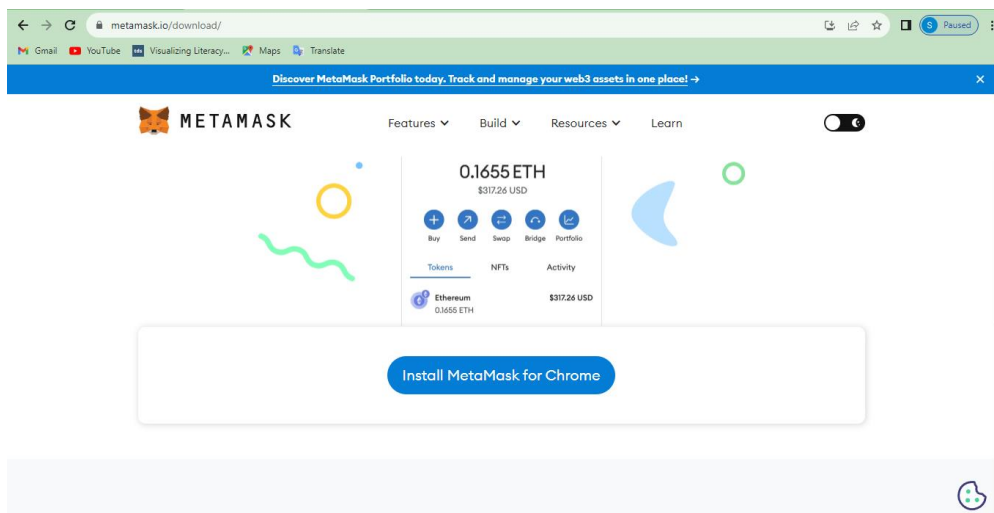 metamask.io/download/
S Paused
Gmail YouTube Visualizing Literacy... Maps Translate
Discover MetaMask Portfolio today. Track and manage your web3 assets in one place! →
METAMASK Features Build Resources Learn
0.1655 ETH
$317.26 USD
Buy Send Swap Bridge Portfolio
Tokens NFTs Activity
Ethereum $317.26 USD
0.1655 ETH
Install MetaMask for Chrome